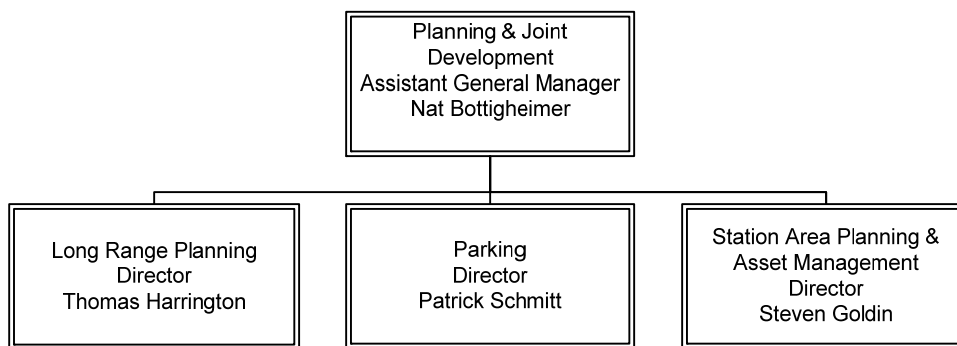 Planning & Joint
Development
Assistant General Manager
Nat Bottigheimer
Long Range Planning
Director
Thomas Harrington
Parking
Director
Patrick Schmitt
Station Area Planning &
Asset Management
Director
Steven Goldin